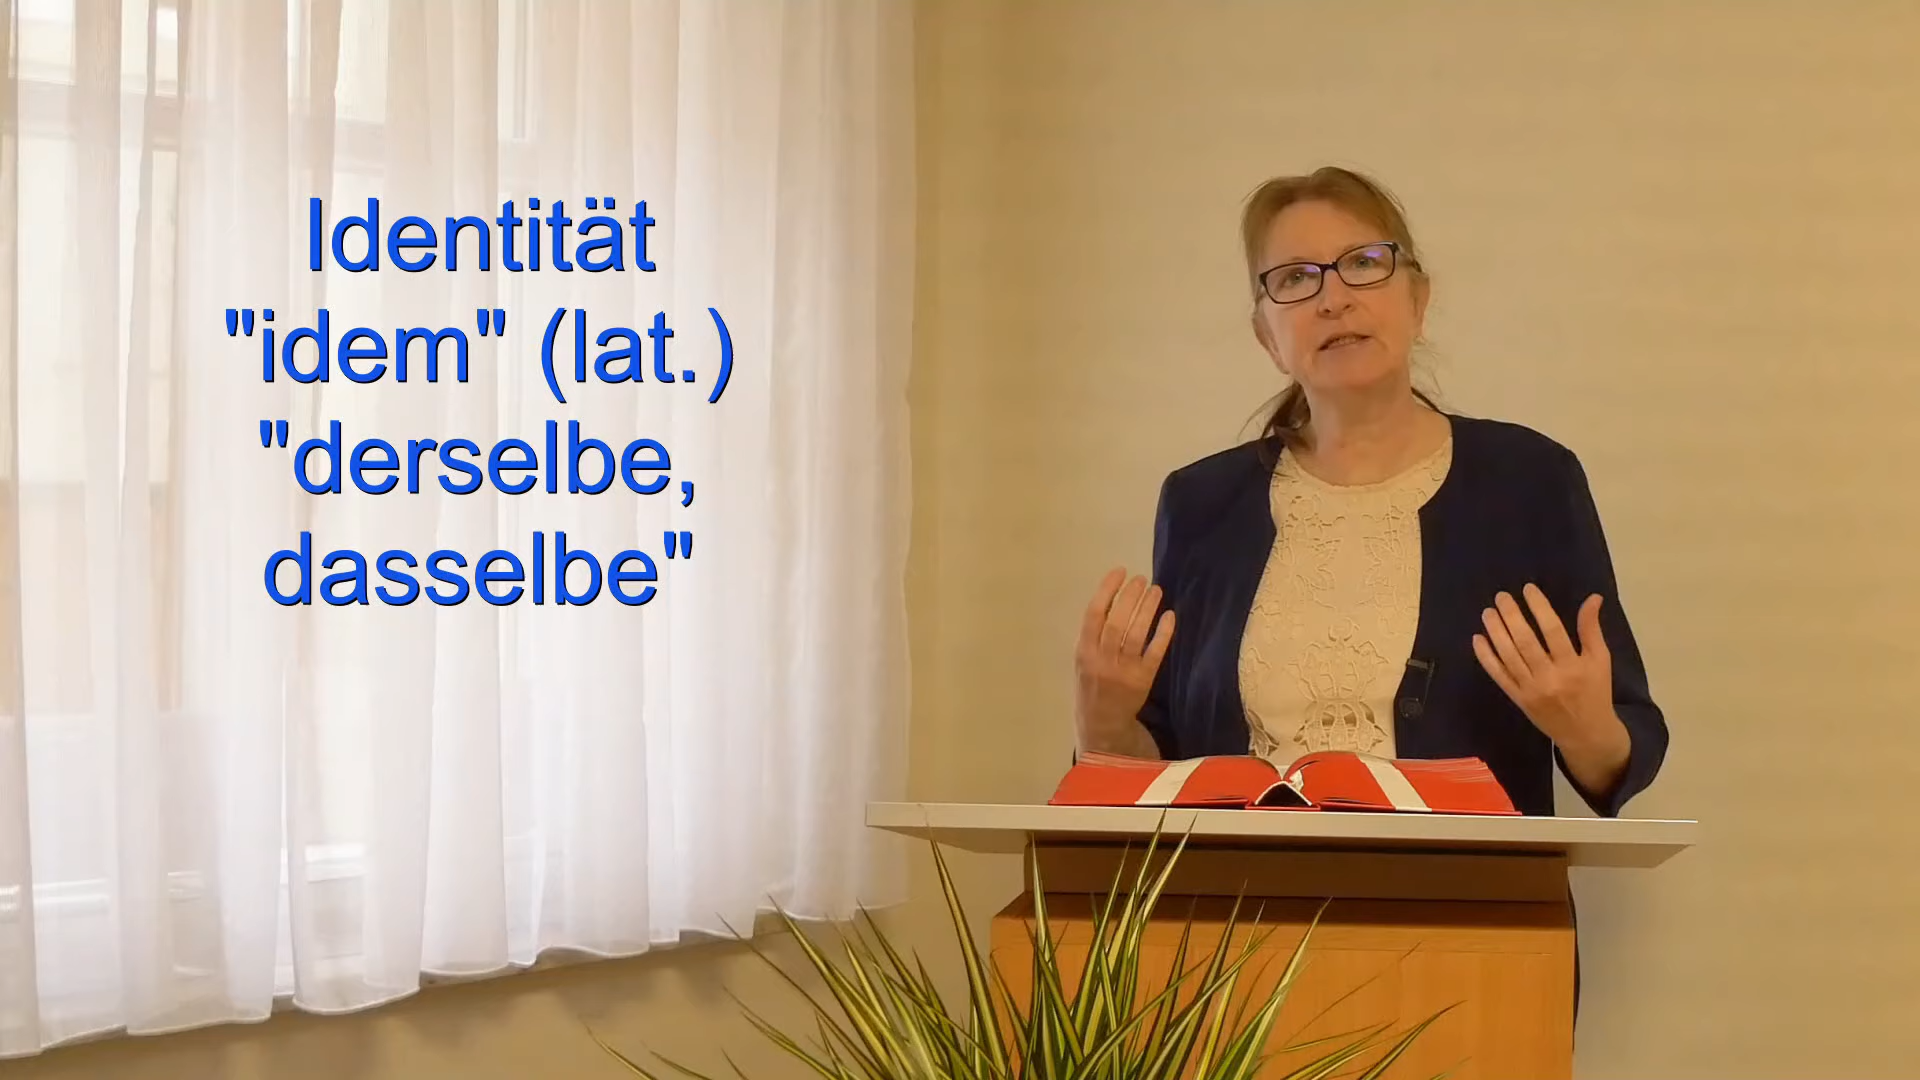 Identität
"idem" (lat.)
"derselbe,
dasselbe"